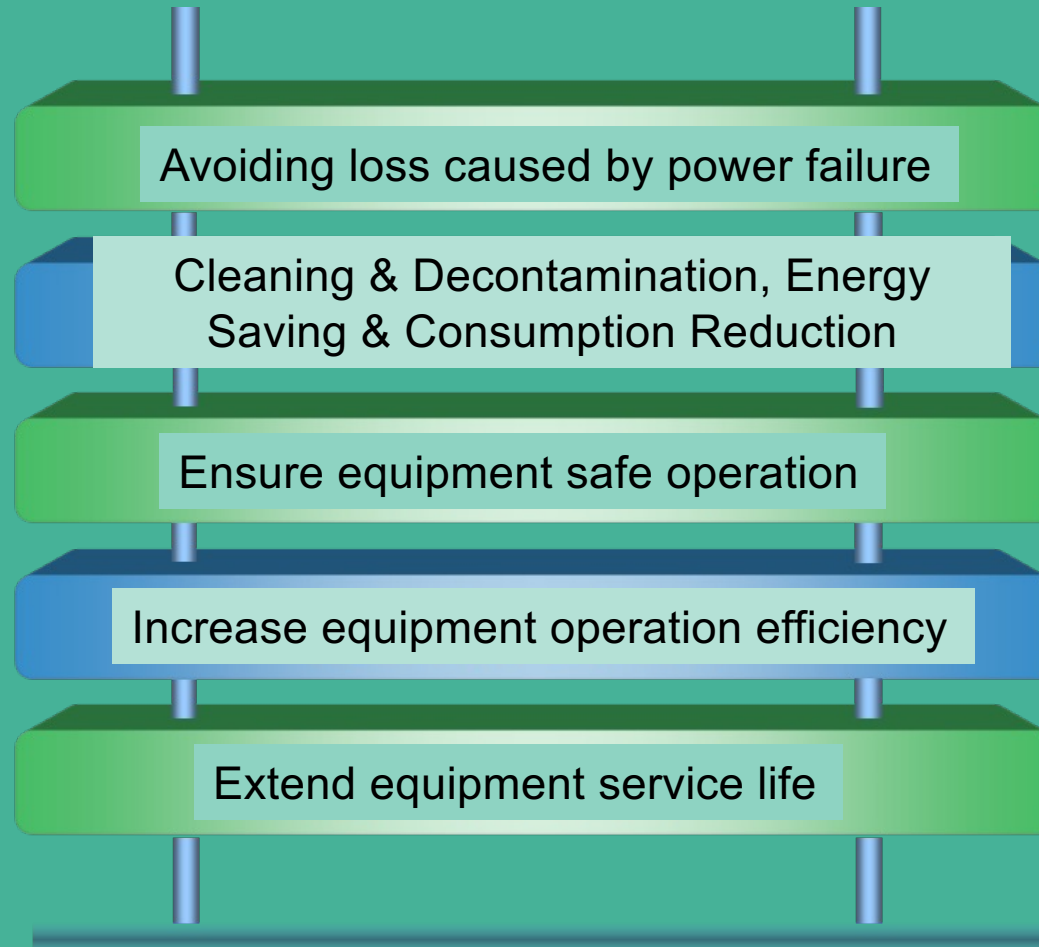 Avoiding loss caused by power failure
Cleaning & Decontamination, Energy
Saving & Consumption Reduction
Ensure equipment safe operation
Increase equipment operation efficiency
Extend equipment service life